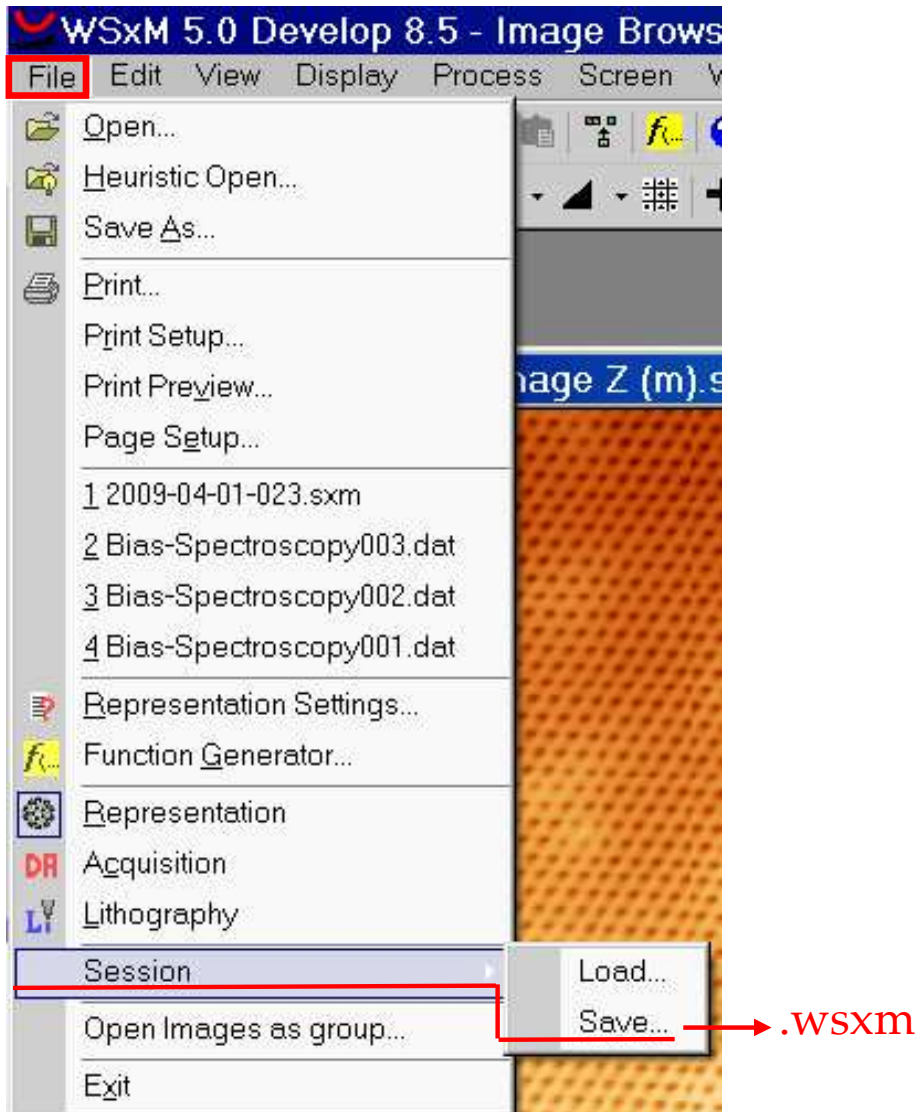 WSxM 5.0 Develop 8.5 - Image Brows
File Edit View Display Process Screen
Open...
Heuristic Open...
Save As...
Print...
Print Setup...
Print Preview...
Page Setup...
nage Z (m).s
1 2009-04-01-023.sxm
2 Bias-Spectroscopy003.dat
3 Bias-Spectroscopy002.dat
4 Bias-Spectroscopy001.dat
Representation Settings...
Function Generator...
Representation
Acquisition
Lithography
Session
Load...
Save...
.wsxm
Open Images as group...
Exit